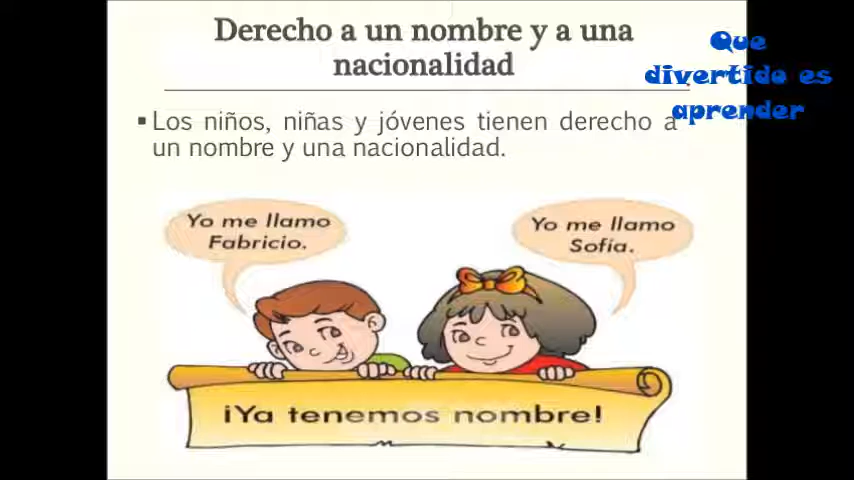 Derecho a un nombre y a una
nacionalidad
Que
divertido es
aprender
▪ Los niños, niñas y jóvenes tienen derecho a
un nombre y una nacionalidad.
Yo me llamo
Fabricio.
Yo me llamo
Sofía.
¡Ya tenemos nombre!